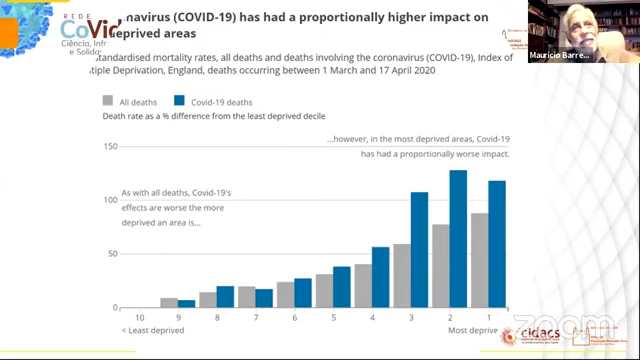 REDE
CoVid
Ciência, Inf
e Solida
onavirus (COVID-19) has had a proportionally higher impact on
deprived areas
standardised mortality rates, all deaths and deaths involving the coronavirus (COVID-19), Index of
tiple Deprivation, England, deaths occurring between 1 March and 17 April 2020
All deaths
Covid-19 deaths
Death rate as a % difference from the least deprived decile
...however, in the most deprived areas, Covid-19
has had a proportionally worse impact.
As with all deaths, Covid-19's
effects are worse the more
deprived an area is...
150
100
50
0
10 9 8 7 6 5 4 3 2 1
< Least deprived
Most deprive
zoom
cidacs
Mauricio Barre...